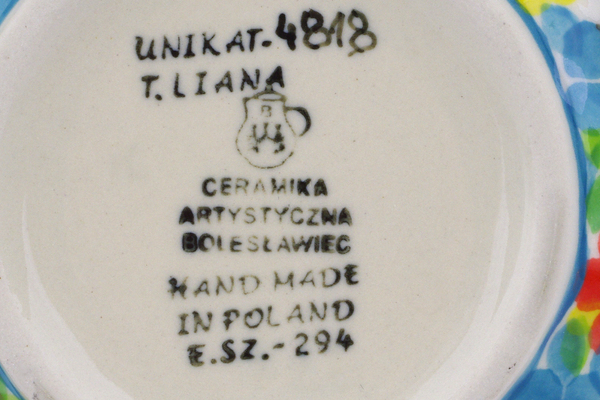 UNIKAT-4818
T. LIANA
B
CERAMIKA
ARTYSTYCZNA
BOLESŁAWIEC
HAND MADE
IN POLAND
E.SZ.-294